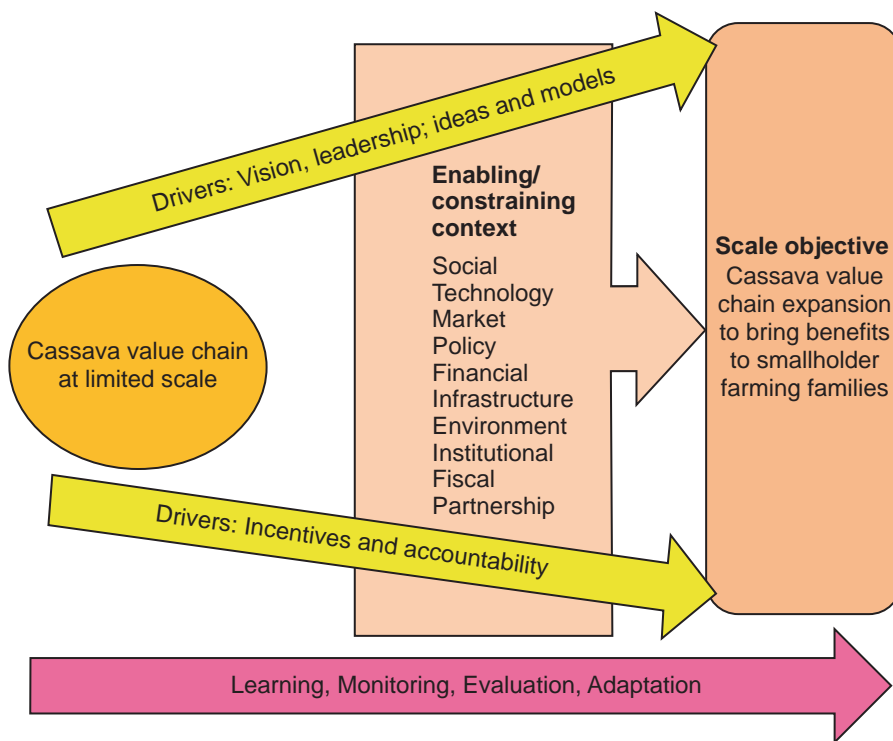 Drivers: Vision, leadership; ideas and models
Cassava value chain
at limited scale
Enabling/
constraining
context
Social
Technology
Market
Policy
Financial
Infrastructure
Environment
Institutional
Fiscal
Partnership
Scale objective
Cassava value
chain expansion
to bring benefits
to smallholder
farming families
Drivers: Incentives and accountability
Learning, Monitoring, Evaluation, Adaptation